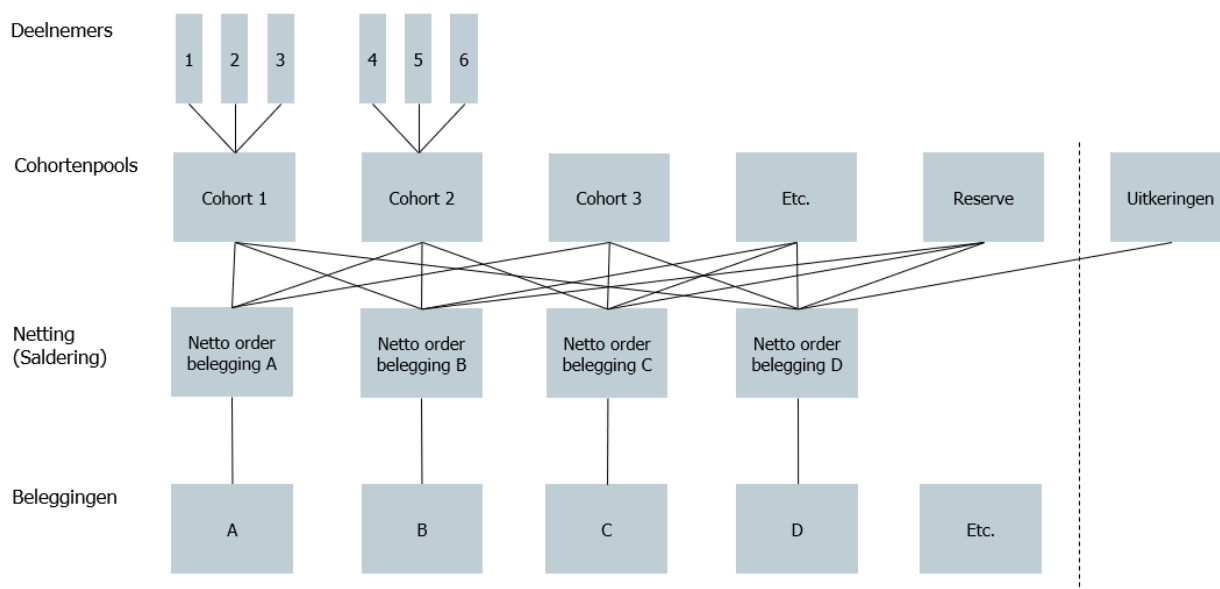 Deelnemers
1
2
3
4
5
6
Cohortenpools
Cohort 1
Cohort 2
Cohort 3
Etc.
Reserve
Uitkeringen
Netting
(Saldering)
Netto order
belegging A
Netto order
belegging B
Netto order
belegging C
Netto order
belegging D
Beleggingen
A
B
C
D
Etc.